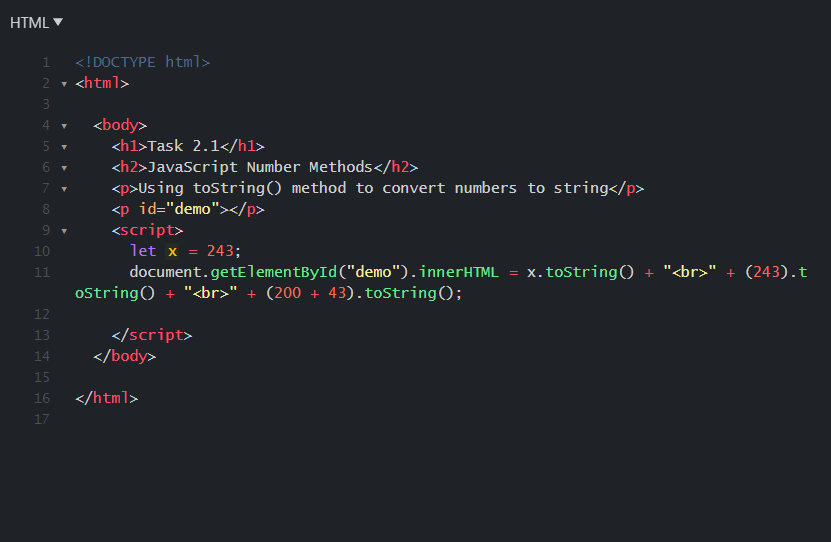 HTML ▼
1 <!DOCTYPE html>
2 ▼ <html>
3
4 ▼ <body>
5 ▼ <h1>Task 2.1</h1>
6 ▼ <h2>JavaScript Number Methods</h2>
7 ▼ <p>Using toString() method to convert numbers to string</p>
8 <p id="demo"></p>
9 ▼ <script>
10 let x = 243;
11 document.getElementById("demo").innerHTML = x.toString() + "<br>" + (243).t
oString() + "<br>" + (200 + 43).toString();
12
13 </script>
14 </body>
15
16 </html>
17